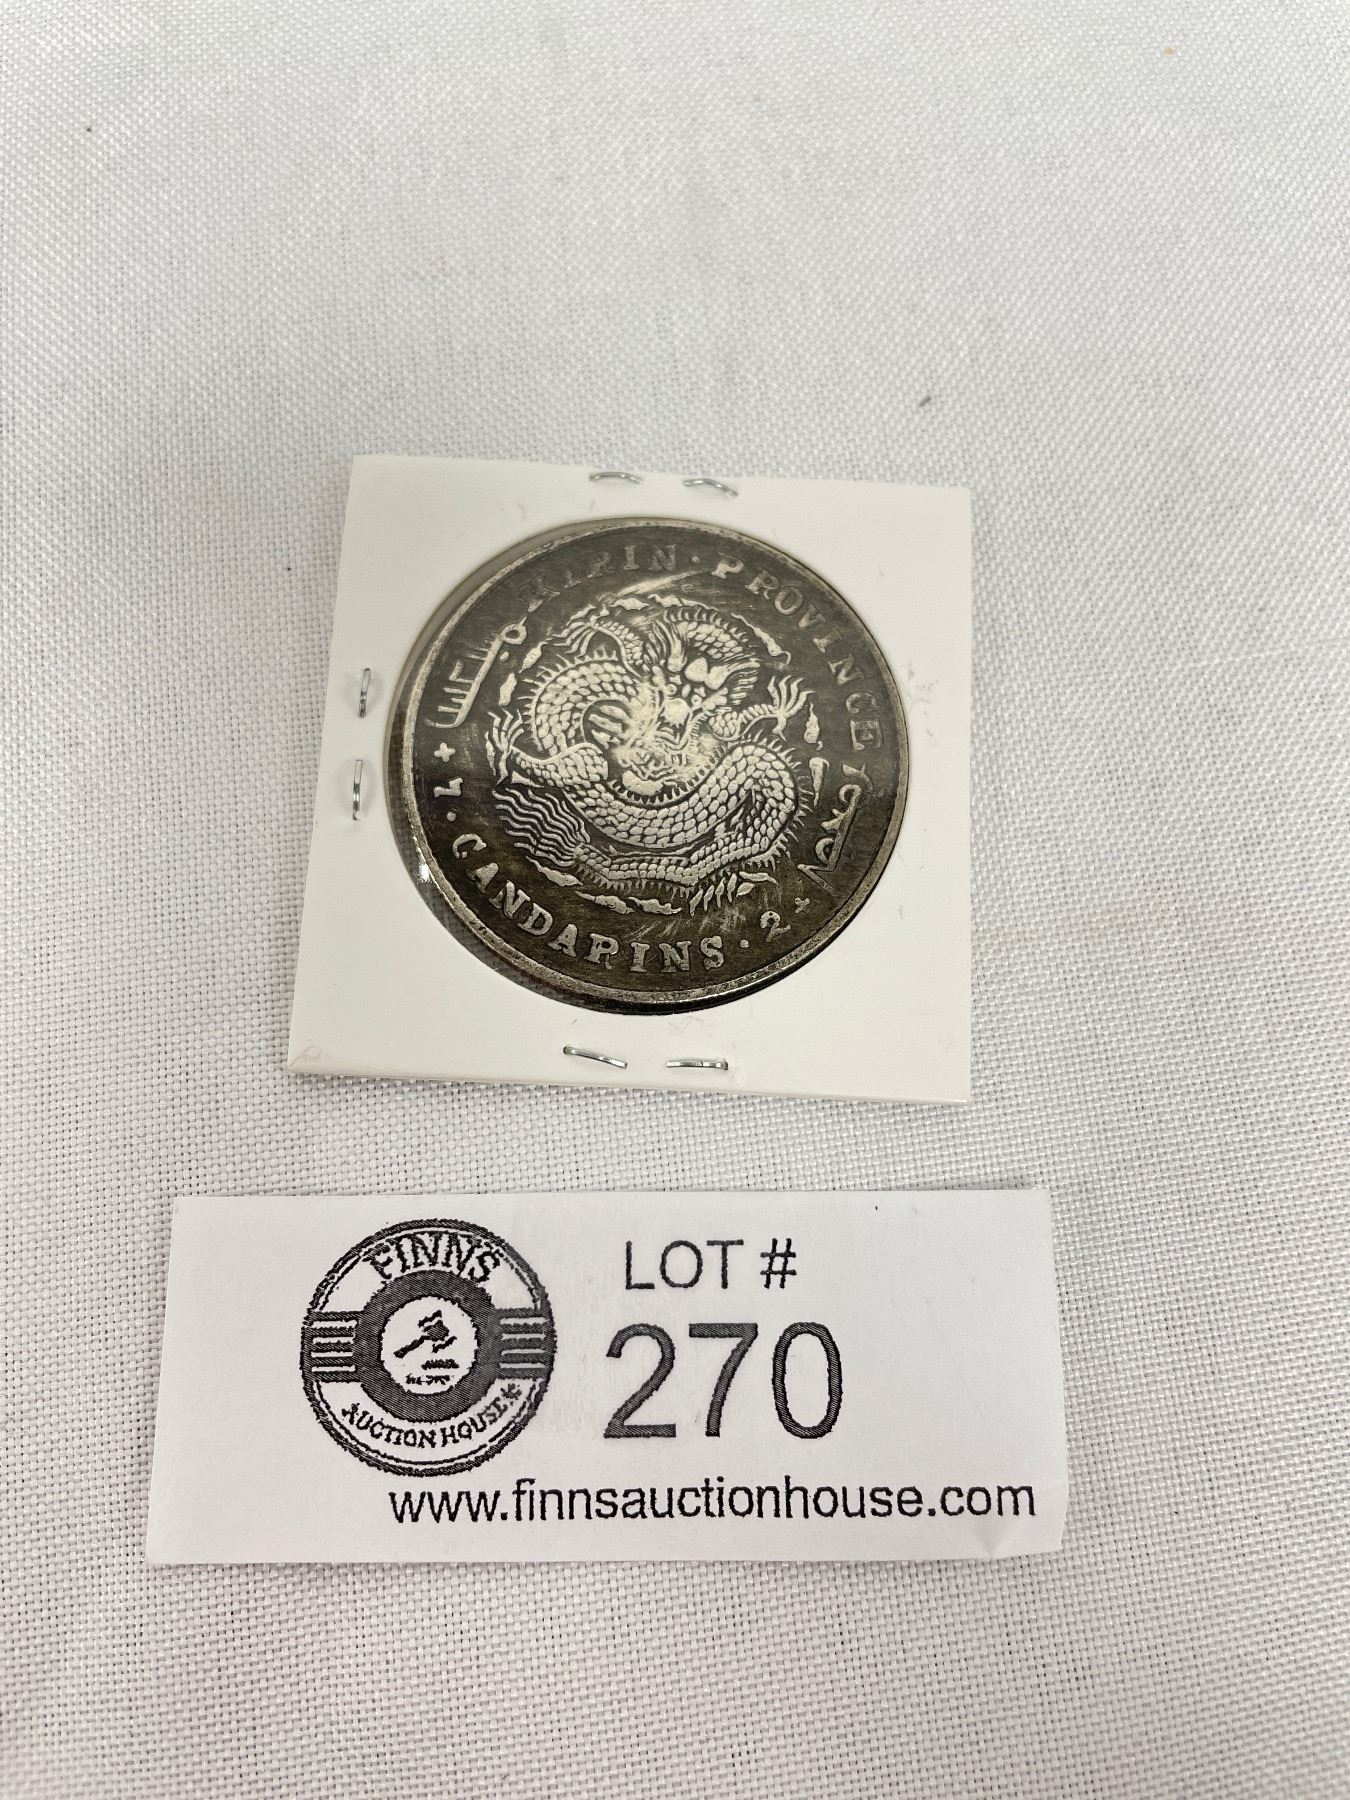 KIRIN · PROVINCE
7 · CANDARINS · 2
FINNS
AUCTION HOUSE
LOT #
270
www.finnsauctionhouse.com